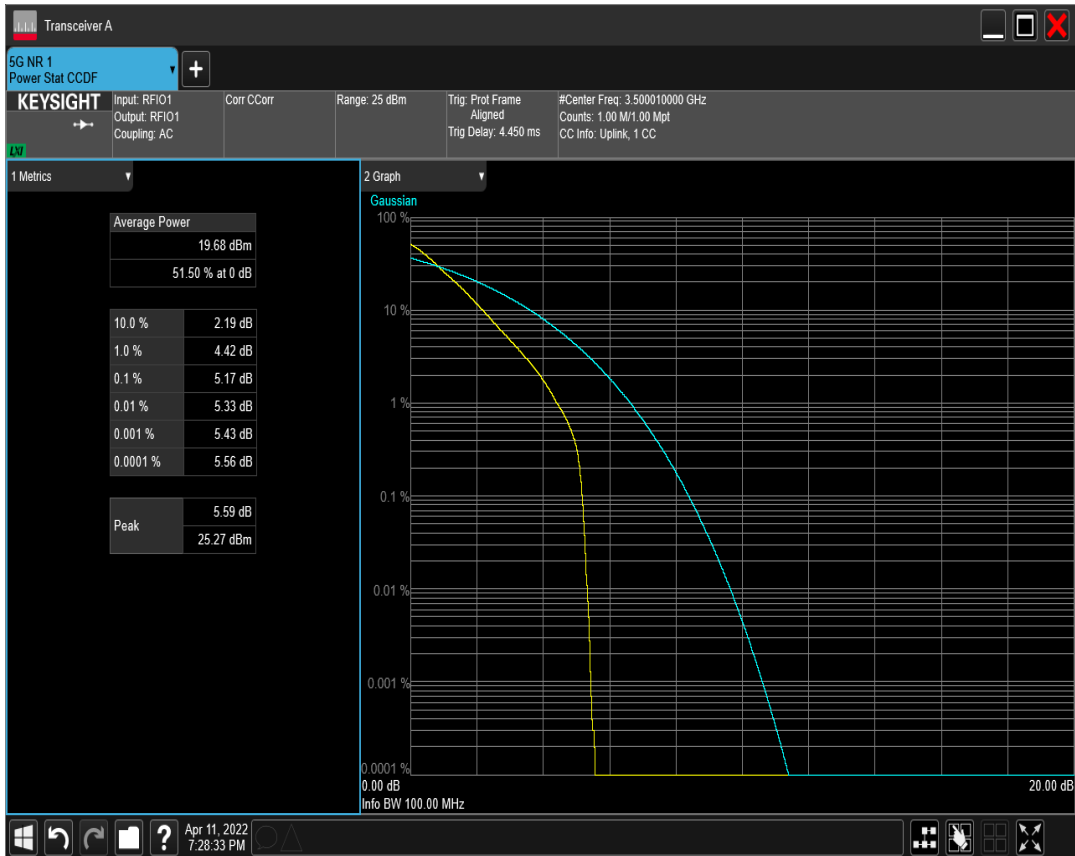 Transceiver A
5G NR 1
Power Stat CCDF
+
KEYSIGHT
LXI
Input: RFIO1
Output: RFIO1
Coupling: AC
Corr CCorr
Range: 25 dBm
Trig: Prot Frame
Aligned
Trig Delay: 4.450 ms
#Center Freq: 3.500010000 GHz
Counts: 1.00 M/1.00 Mpt
CC Info: Uplink, 1 CC
1 Metrics
Average Power
19.68 dBm
51.50 % at 0 dB
10.0 % 2.19 dB
1.0 % 4.42 dB
0.1 % 5.17 dB
0.01 % 5.33 dB
0.001 % 5.43 dB
0.0001 % 5.56 dB
Peak
5.59 dB
25.27 dBm
2 Graph
Gaussian
100 %
10 %
1 %
0.1 %
0.01 %
0.001 %
0.0001 %
0.00 dB 20.00 dB
Info BW 100.00 MHz
?
Apr 11, 2022
7:28:33 PM